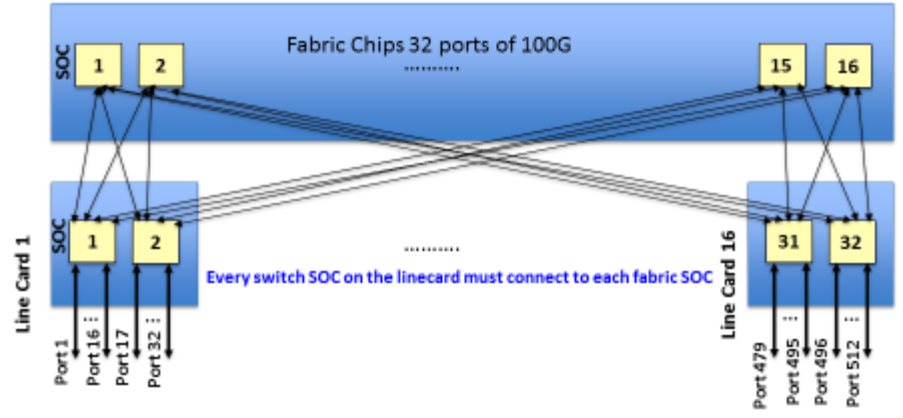 SOC
Fabric Chips 32 ports of 100G
1
2
..........
15
16
Line Card 1
SOC
1
2
..........
Every switch SOC on the linecard must connect to each fabric SOC
Line Card 16
31
32
Port 1
...
Port 16
Port 17
...
Port 32
Port 479
...
Port 495
Port 496
...
Port 512